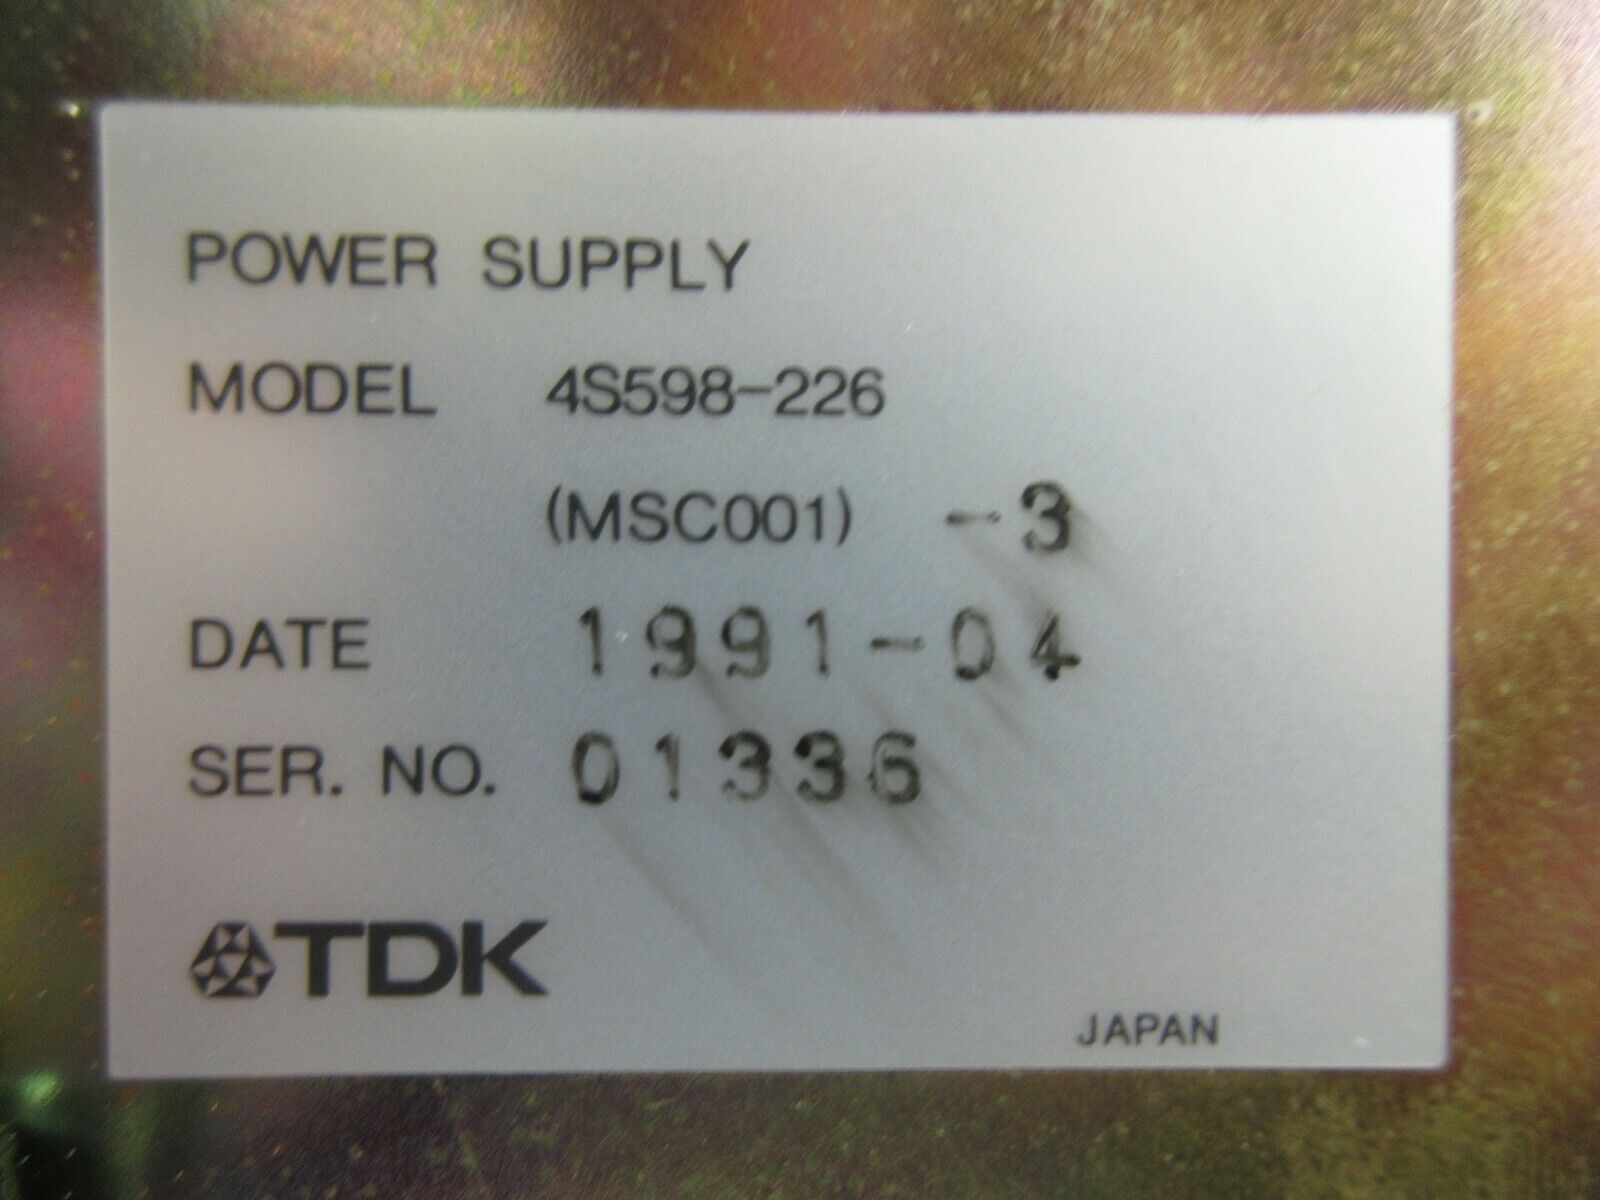 POWER SUPPLY
MODEL 4S598-226
(MSC001) -3
DATE 1991-04
SER. NO. 01336
TDK
JAPAN